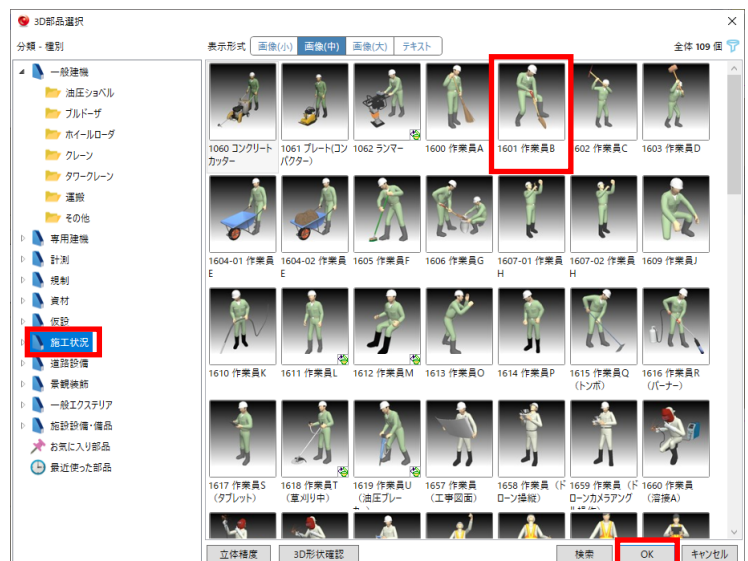 3D部品選択
分類 - 種別
表示形式 画像(小) 画像(中) 画像(大) テキスト 全体 109 個
一般建機
油圧ショベル
ブルドーザ
ホイールローダ
クレーン
タワークレーン
運搬
その他
専用建機
計測
規制
資材
仮設
施工状況
道路設備
景観装飾
一般エクステリア
施設設備・備品
お気に入り部品
最近使った部品
1060 コンクリート
カッター
1061 プレート(コン
パクター)
1062 ランマー
1600 作業員A
1601 作業員B
1602 作業員C
1603 作業員D
1604-01 作業員
E
1604-02 作業員
E
1605 作業員F
1606 作業員G
1607-01 作業員
H
1607-02 作業員
H
1609 作業員J
1610 作業員K
1611 作業員L
1612 作業員M
1613 作業員O
1614 作業員P
1615 作業員Q
（トンボ）
1616 作業員R
（バーナー）
1617 作業員S
（タブレット）
1618 作業員T
（草刈り中）
1619 作業員U
（油圧ブレー
1657 作業員
（工事図面）
1658 作業員（ド
ローン操縦）
1659 作業員（ド
ローンカメラアング
1660 作業員
（溶接A）
立体精度 3D形状確認 検索 OK キャンセル